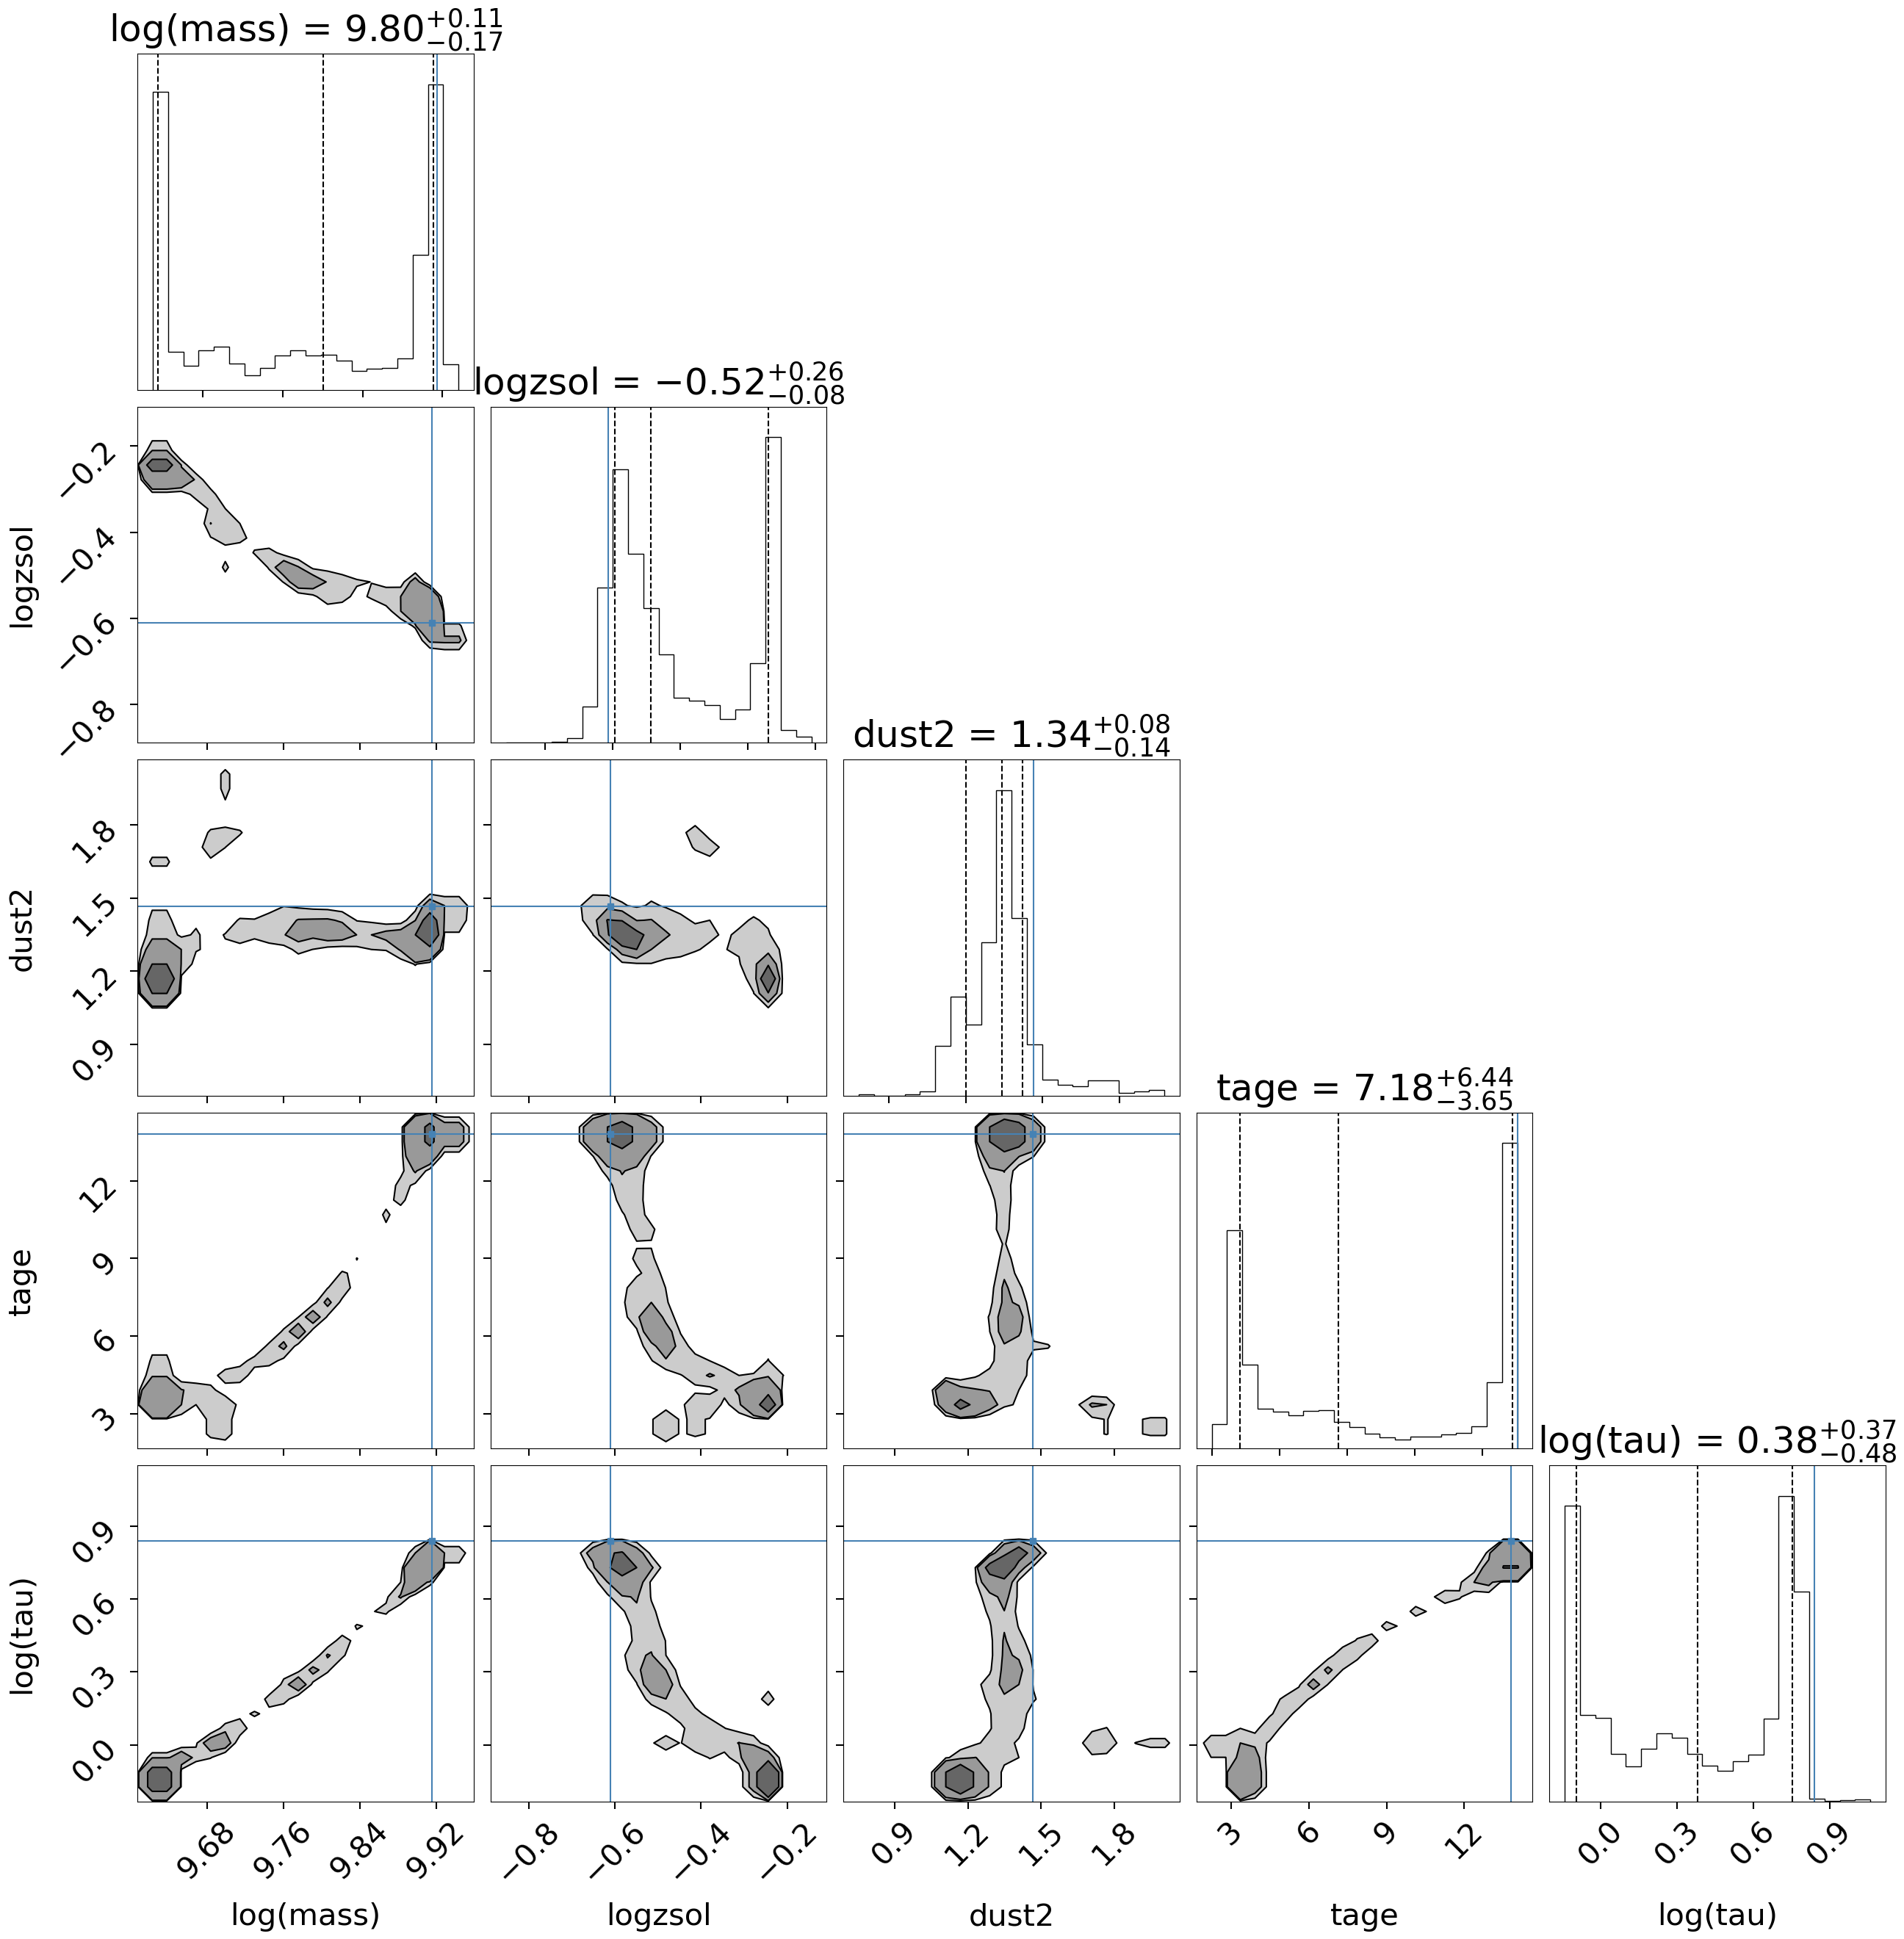 log(mass) = 9.80+0.11−0.17
logzsol = −0.52+0.26−0.08
−0.2
−0.4
−0.6
−0.8
logzsol
dust2 = 1.34+0.08−0.14
1.8
1.5
1.2
0.9
dust2
tage = 7.18+6.44−3.65
12
9
6
3
tage
log(tau) = 0.38+0.37−0.48
0.9
0.6
0.3
0.0
log(tau)
9.68 9.76 9.84 9.92 −0.8 −0.6 −0.4 −0.2 0.9 1.2 1.5 1.8 3 6 9 12 0.0 0.3 0.6 0.9
log(mass) logzsol dust2 tage log(tau)